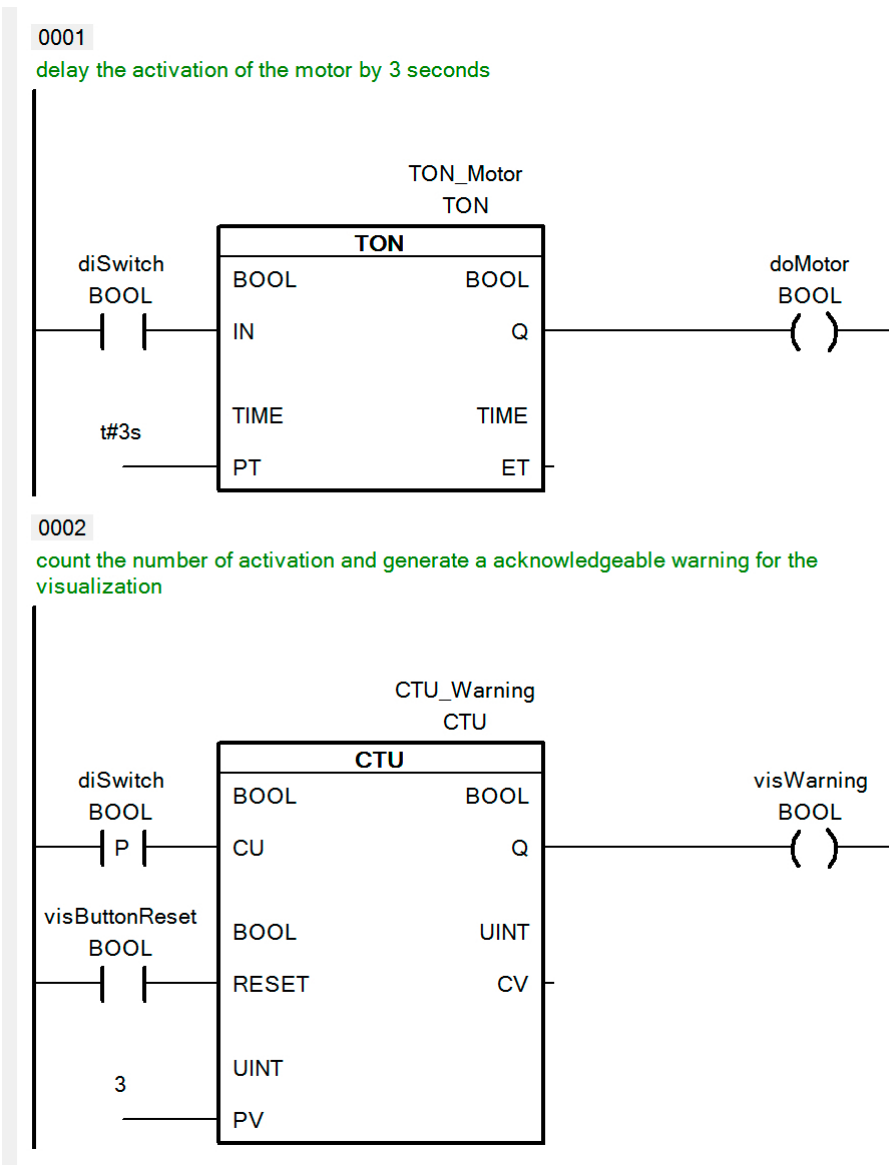 0001
delay the activation of the motor by 3 seconds
TON_Motor
TON
TON
diSwitch
BOOL
BOOL
BOOL
doMotor
BOOL
IN
Q
( )
t#3s
TIME
TIME
PT
ET
0002
count the number of activation and generate a acknowledgeable warning for the
visualization
CTU_Warning
CTU
CTU
diSwitch
BOOL
BOOL
BOOL
visWarning
BOOL
P
CU
Q
( )
visButtonReset
BOOL
BOOL
UINT
RESET
CV
3
UINT
PV